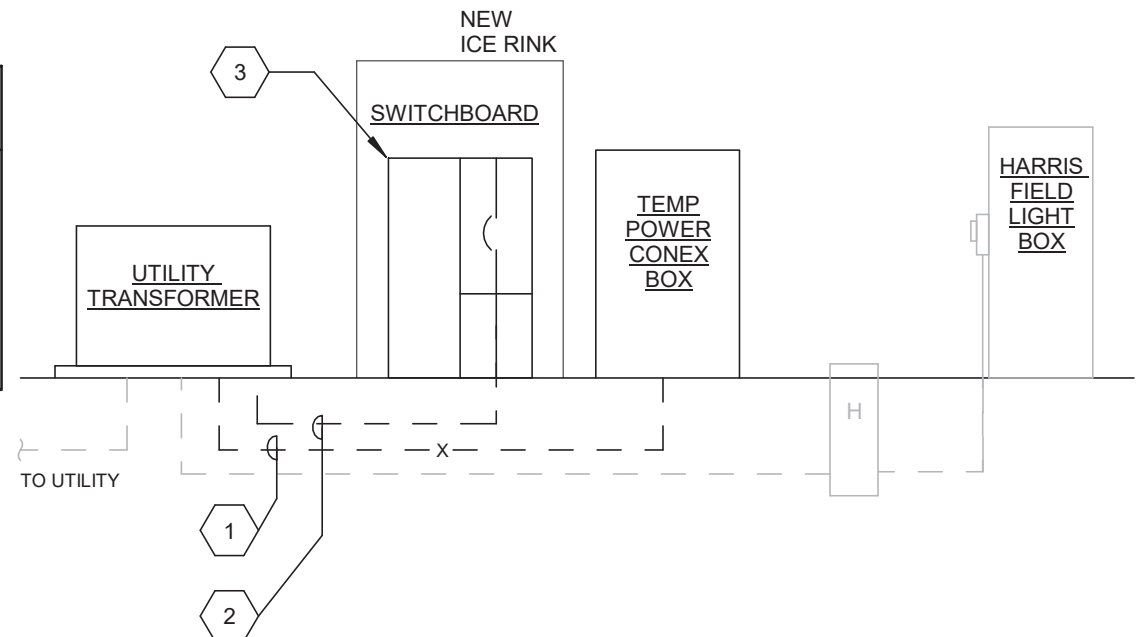 NEW
ICE RINK
3
SWITCHBOARD
UTILITY
TRANSFORMER
TEMP
POWER
CONEX
BOX
HARRIS
FIELD
LIGHT
BOX
H
X
TO UTILITY
1
2